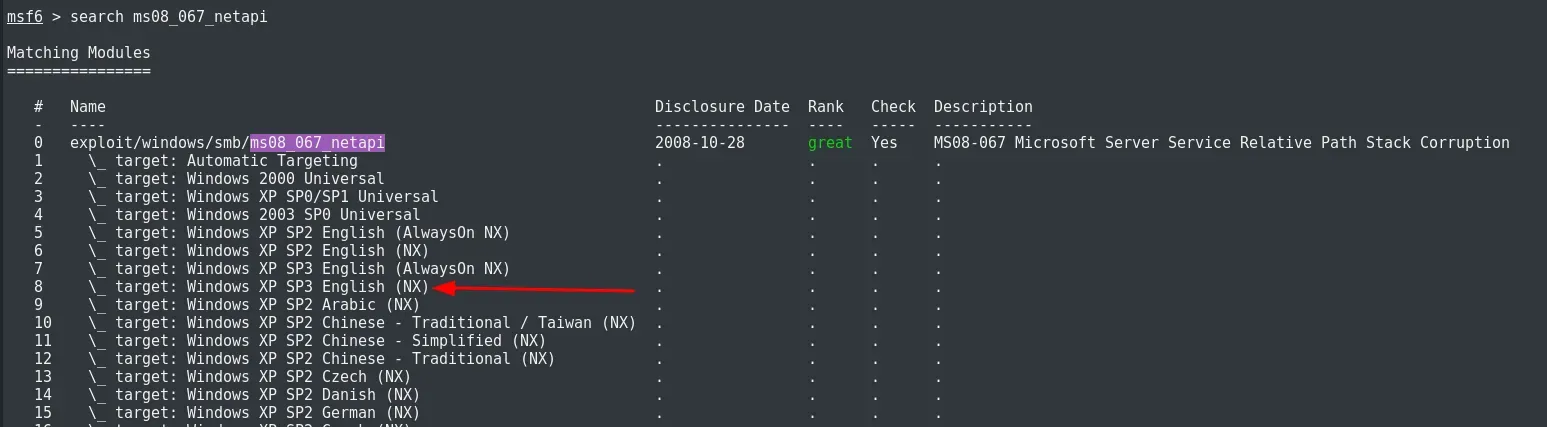 msf6 > search ms08_067_netapi
Matching Modules
================
# Name Disclosure Date Rank Check Description
- ---- --------------- ---- ----- -----------
0 exploit/windows/smb/ms08_067_netapi 2008-10-28 great Yes MS08-067 Microsoft Server Service Relative Path Stack Corruption
1 \_ target: Automatic Targeting . . . .
2 \_ target: Windows 2000 Universal . . . .
3 \_ target: Windows XP SP0/SP1 Universal . . . .
4 \_ target: Windows 2003 SP0 Universal . . . .
5 \_ target: Windows XP SP2 English (AlwaysOn NX) . . . .
6 \_ target: Windows XP SP2 English (NX) . . . .
7 \_ target: Windows XP SP3 English (AlwaysOn NX) . . . .
8 \_ target: Windows XP SP3 English (NX) . . . .
9 \_ target: Windows XP SP2 Arabic (NX) . . . .
10 \_ target: Windows XP SP2 Chinese - Traditional / Taiwan (NX) . . . .
11 \_ target: Windows XP SP2 Chinese - Simplified (NX) . . . .
12 \_ target: Windows XP SP2 Chinese - Traditional (NX) . . . .
13 \_ target: Windows XP SP2 Czech (NX) . . . .
14 \_ target: Windows XP SP2 Danish (NX) . . . .
15 \_ target: Windows XP SP2 German (NX) . . . .